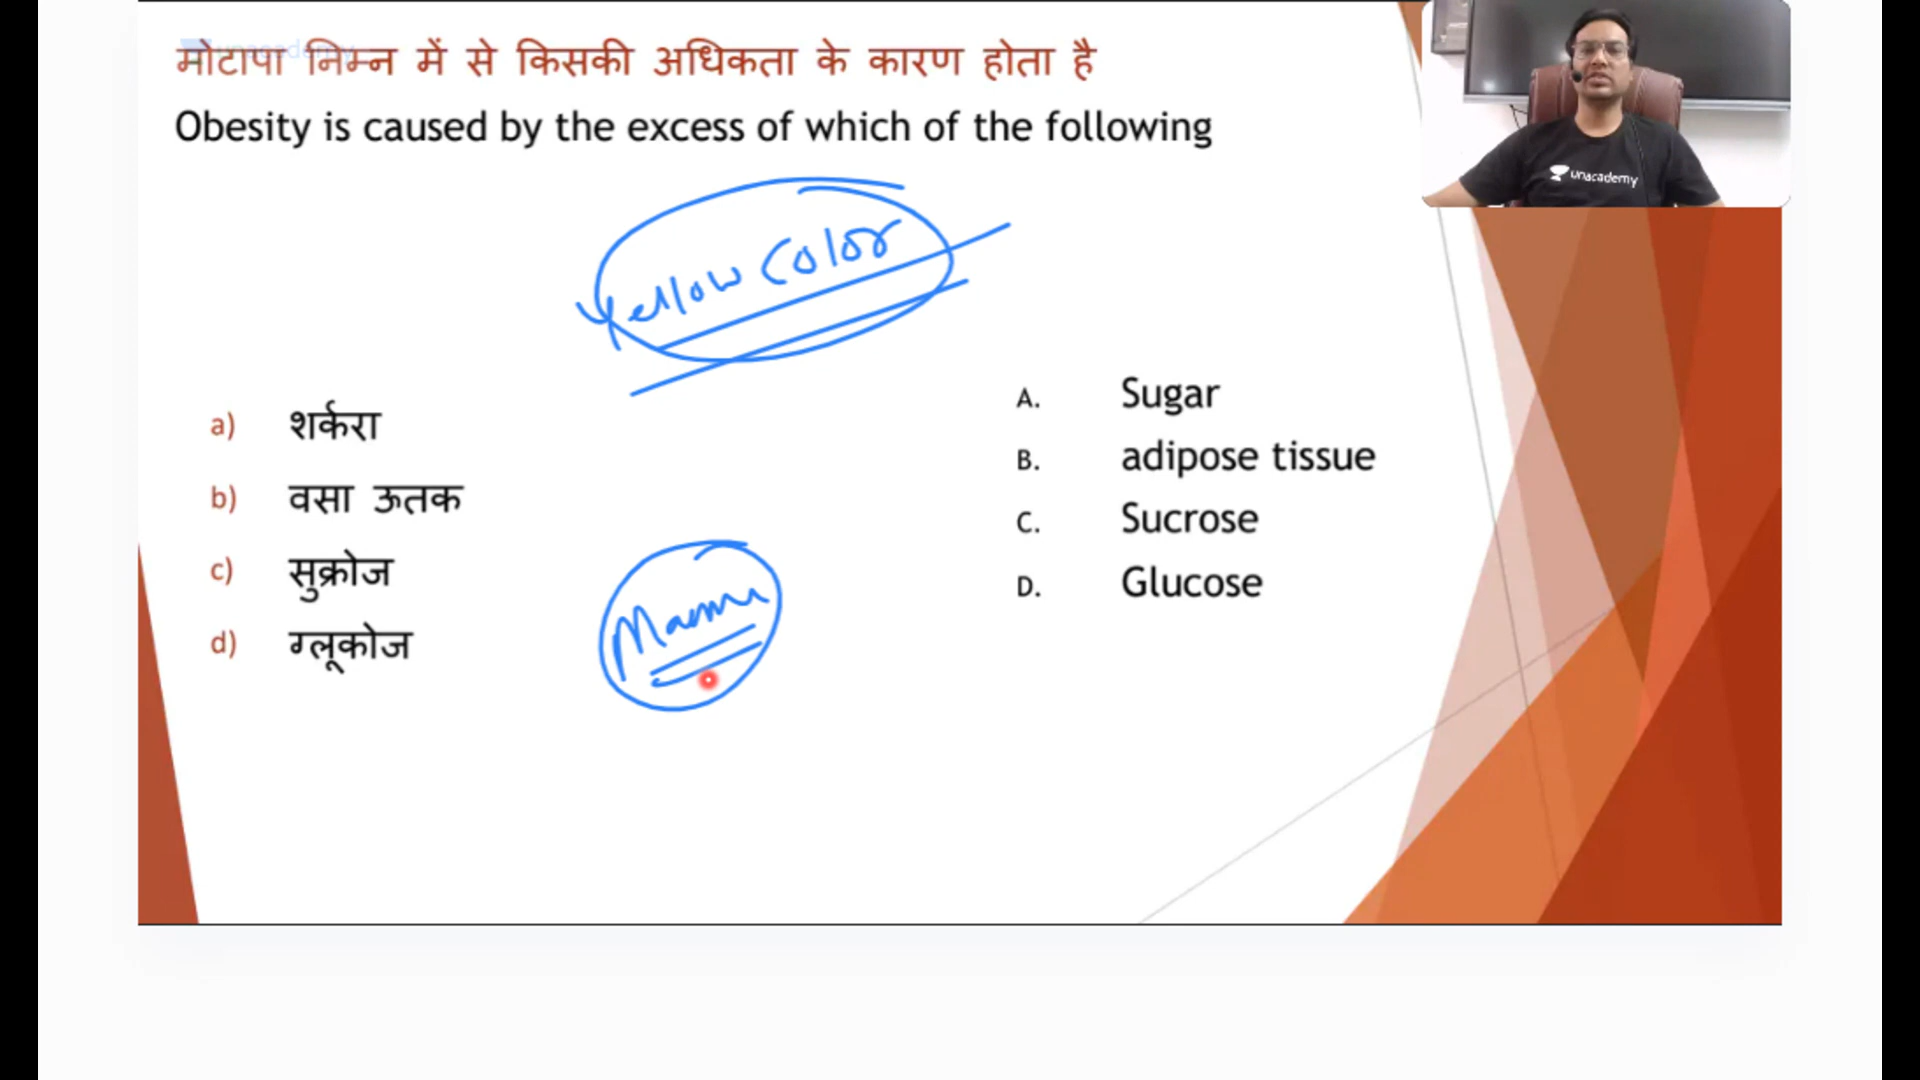 मोटापा निम्न में से किसकी अधिकता के कारण होता है
unacademy
Obesity is caused by the excess of which of the following
unacademy
Yellow Color
a) शर्करा
b) वसा ऊतक
c) सुक्रोज
d) ग्लूकोज
A. Sugar
B. adipose tissue
C. Sucrose
D. Glucose